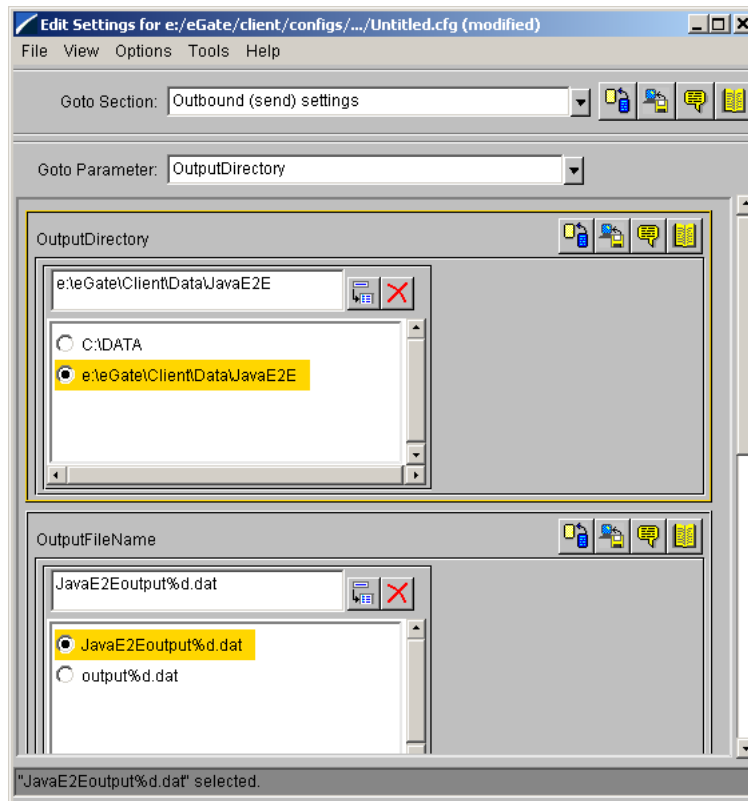 Edit Settings for e:/eGate/client/configs/.../Untitled.cfg (modified)
File View Options Tools Help
Goto Section: Outbound (send) settings
Goto Parameter: OutputDirectory
OutputDirectory
e:\eGate\Client\Data\JavaE2E
C:\DATA
e:\eGate\Client\Data\JavaE2E
OutputFileName
JavaE2Eoutput%d.dat
JavaE2Eoutput%d.dat
output%d.dat
"JavaE2Eoutput%d.dat" selected.